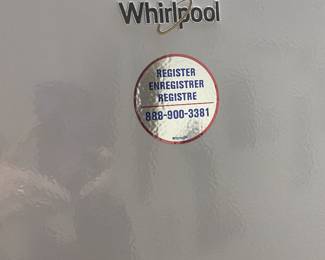 Whirlpool
REGISTER
ENREGISTRER
REGISTRE
888-900-3381